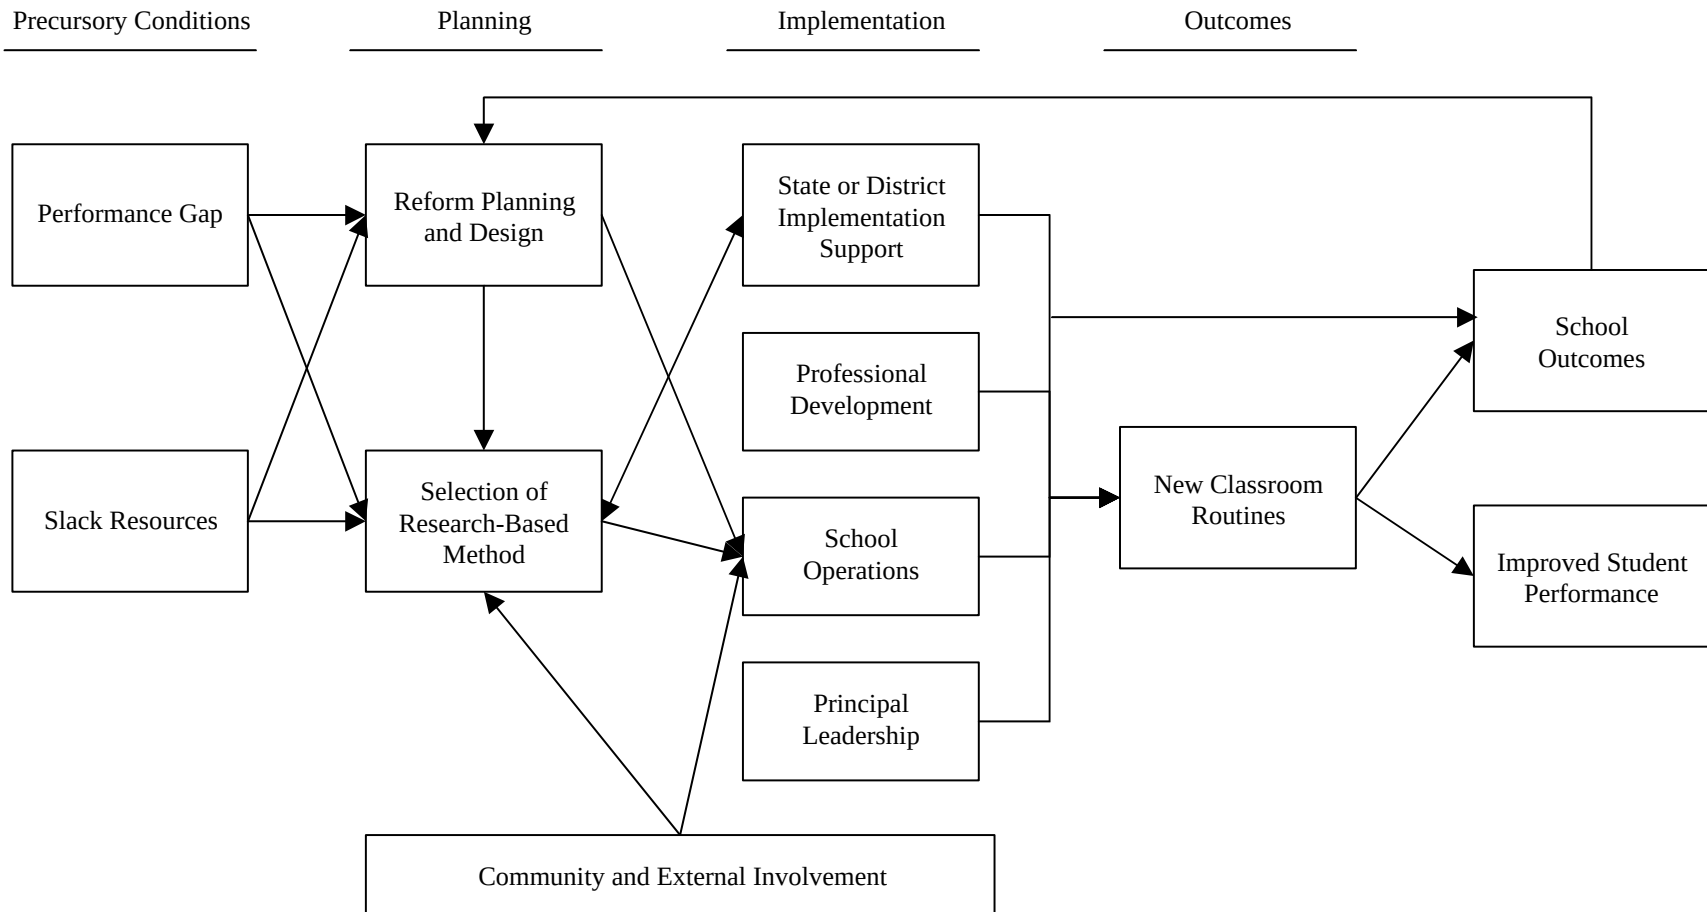 Precursory Conditions
Planning
Implementation
Outcomes
Performance Gap
Reform Planning
and Design
State or District
Implementation
Support
School
Outcomes
Professional
Development
Slack Resources
Selection of
Research-Based
Method
New Classroom
Routines
School
Operations
Improved Student
Performance
Principal
Leadership
Community and External Involvement